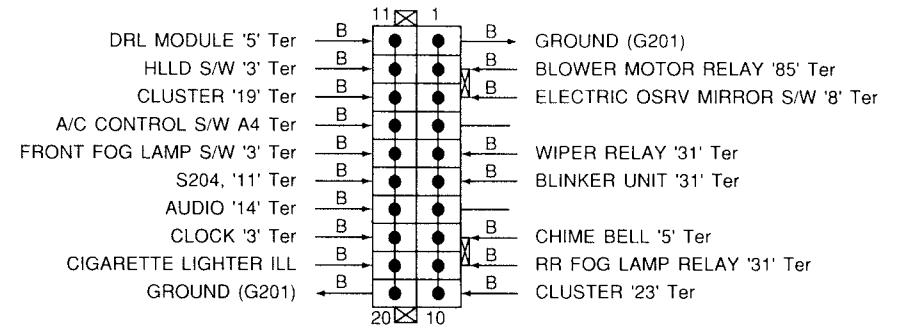 11 1
DRL MODULE '5' Ter B B GROUND (G201)
HLLD S/W '3' Ter B B BLOWER MOTOR RELAY '85' Ter
CLUSTER '19' Ter B B ELECTRIC OSRV MIRROR S/W '8' Ter
A/C CONTROL S/W A4 Ter B
FRONT FOG LAMP S/W '3' Ter B B WIPER RELAY '31' Ter
S204, '11' Ter B B BLINKER UNIT '31' Ter
AUDIO '14' Ter B
CLOCK '3' Ter B B CHIME BELL '5' Ter
CIGARETTE LIGHTER ILL B B RR FOG LAMP RELAY '31' Ter
GROUND (G201) B B CLUSTER '23' Ter
20 10